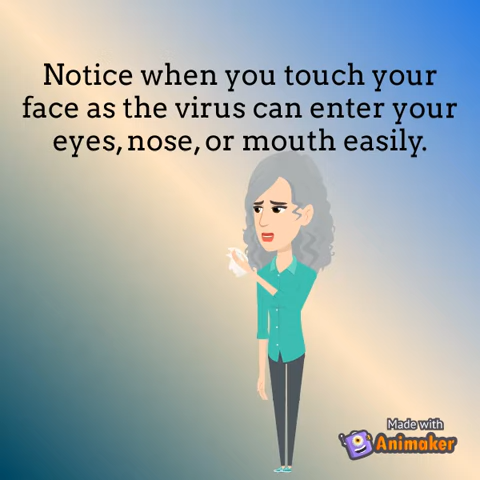 Notice when you touch your
face as the virus can enter your
eyes, nose, or mouth easily.
Made with
Animaker